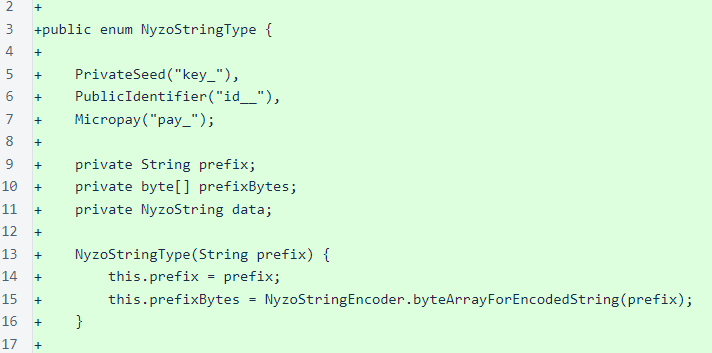 2 +
3 +public enum NyzoStringType {
4 +
5 +    PrivateSeed("key_"),
6 +    PublicIdentifier("id__"),
7 +    Micropay("pay_");
8 +
9 +    private String prefix;
10 +    private byte[] prefixBytes;
11 +    private NyzoString data;
12 +
13 +    NyzoStringType(String prefix) {
14 +        this.prefix = prefix;
15 +        this.prefixBytes = NyzoStringEncoder.byteArrayForEncodedString(prefix);
16 +    }
17 +